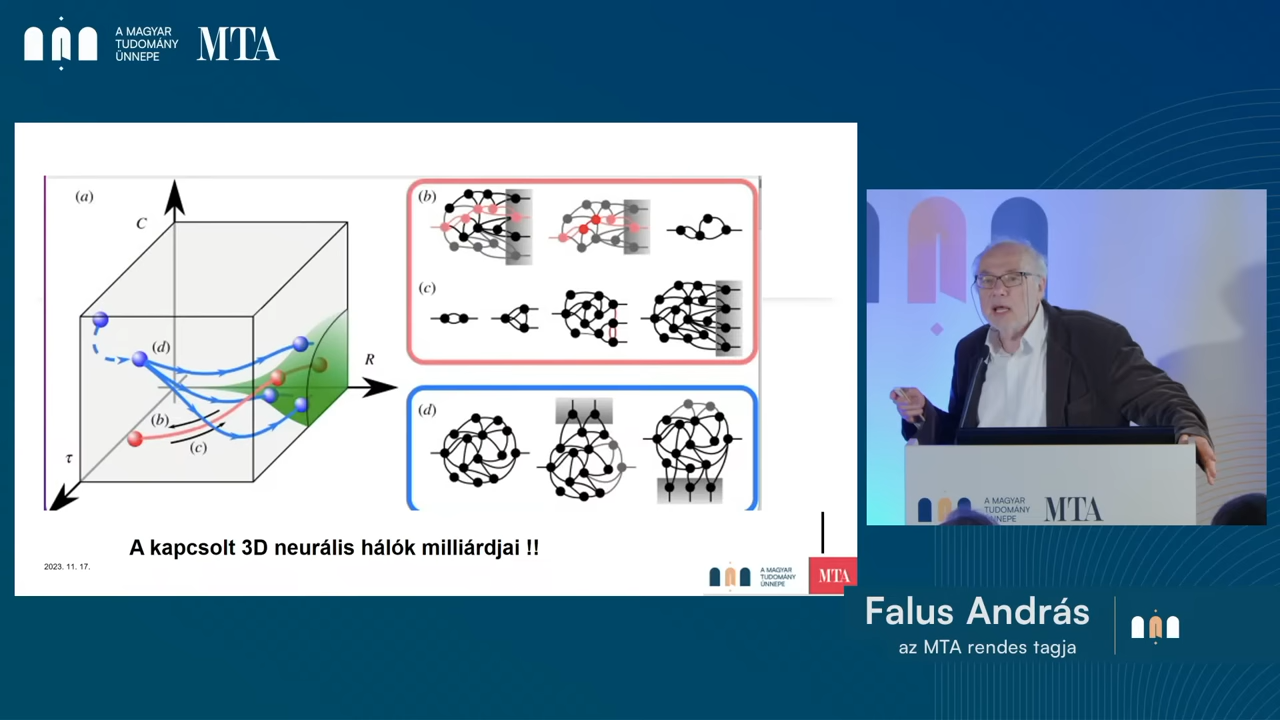 A MAGYAR
TUDOMÁNY
ÜNNEPE
MTA
(a)
C
(d)
R
(b)
(c)
τ
(b)
(c)
(d)
A kapcsolt 3D neurális hálók milliárdjai !!
2023. 11. 17.
A MAGYAR
TUDOMÁNY
ÜNNEPE
MTA
A MAGYAR
TUDOMÁNY
ÜNNEPE
MTA
Falus András
az MTA rendes tagja